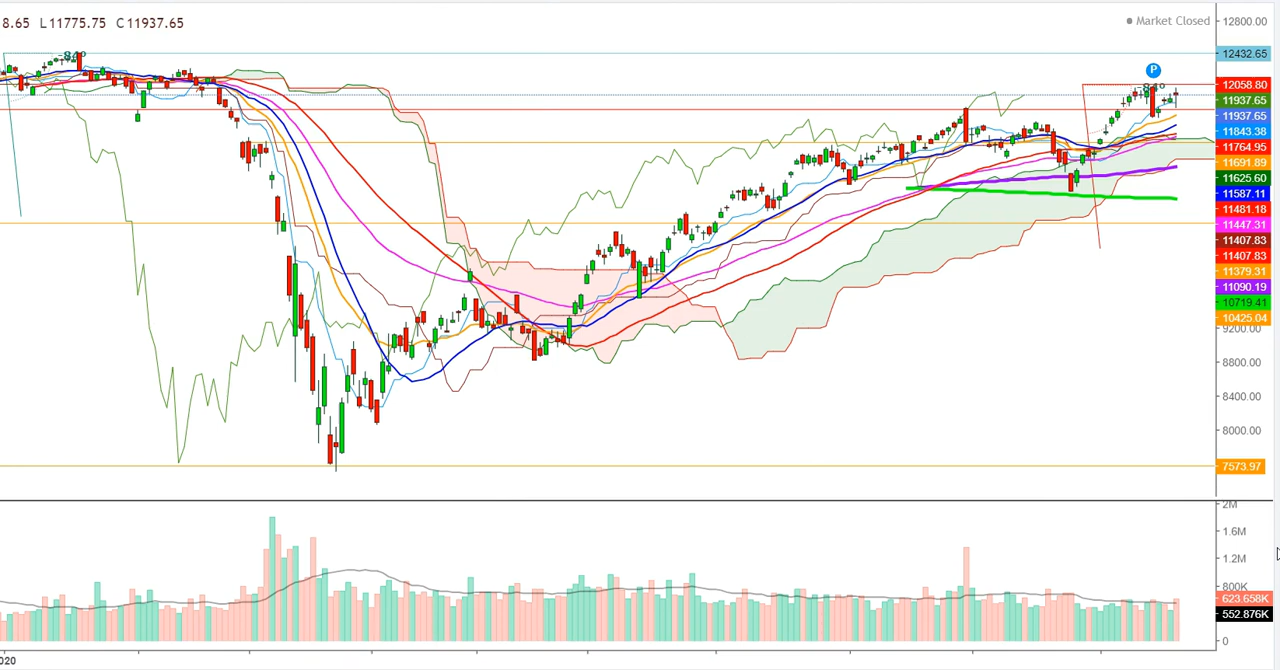 8.65 L11775.75 C11937.65
Market Closed
12800.00
12432.65
P
12058.80
11937.65
11937.65
11843.38
11764.95
11691.89
11625.60
11587.11
11481.18
11447.31
11407.83
11407.83
11379.31
11090.19
10719.41
10425.04
9200.00
8800.00
8400.00
8000.00
7573.97
2M
1.6M
1.2M
800K
623.658K
552.876K
0
020